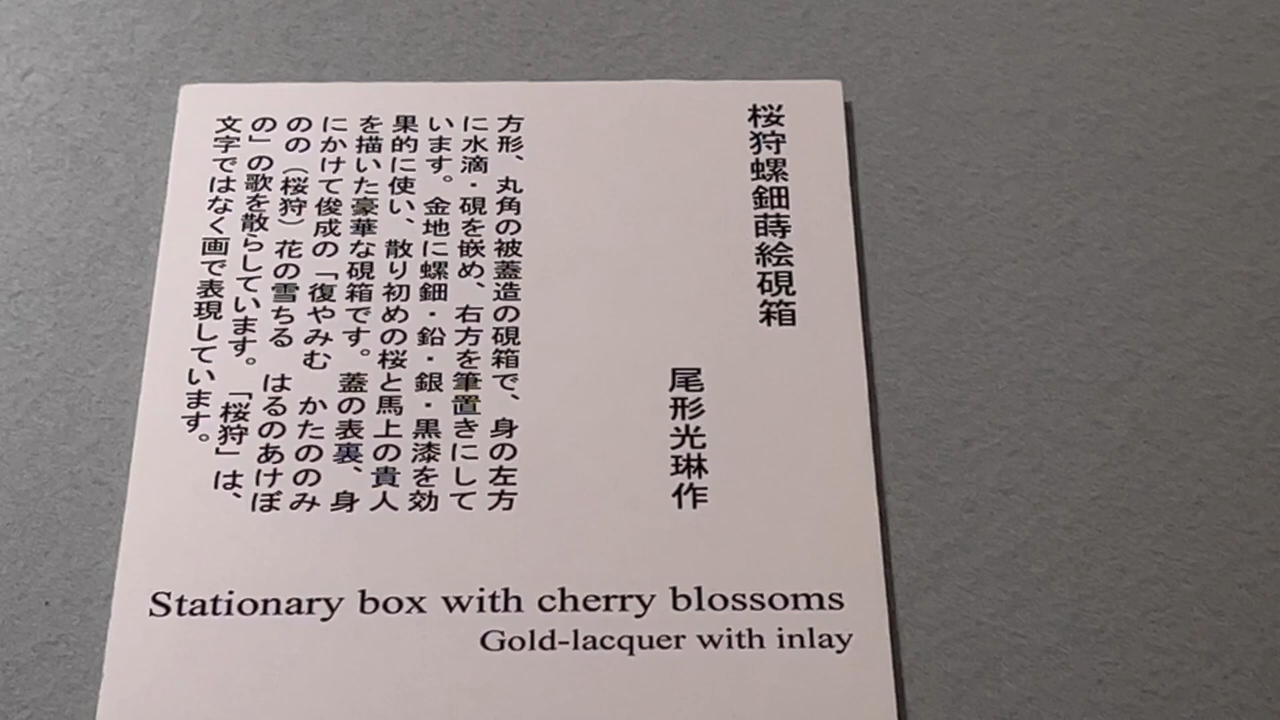 桜狩螺鈿蒔絵硯箱
尾形光琳作
方形、丸角の被蓋造の硯箱で、身の左方
に水滴・硯を嵌め、右方を筆置きにして
います。金地に螺鈿・鉛・銀・黒漆を効
果的に使い、散り初めの桜と馬上の貴人
を描いた豪華な硯箱です。蓋の表裏、身
にかけて俊成の「復やみむ　かたののみ
のの（桜狩）花の雪ちる　はるのあけぼ
の」の歌を散らしています。「桜狩」は、
文字ではなく画で表現しています。
Stationary box with cherry blossoms
Gold-lacquer with inlay